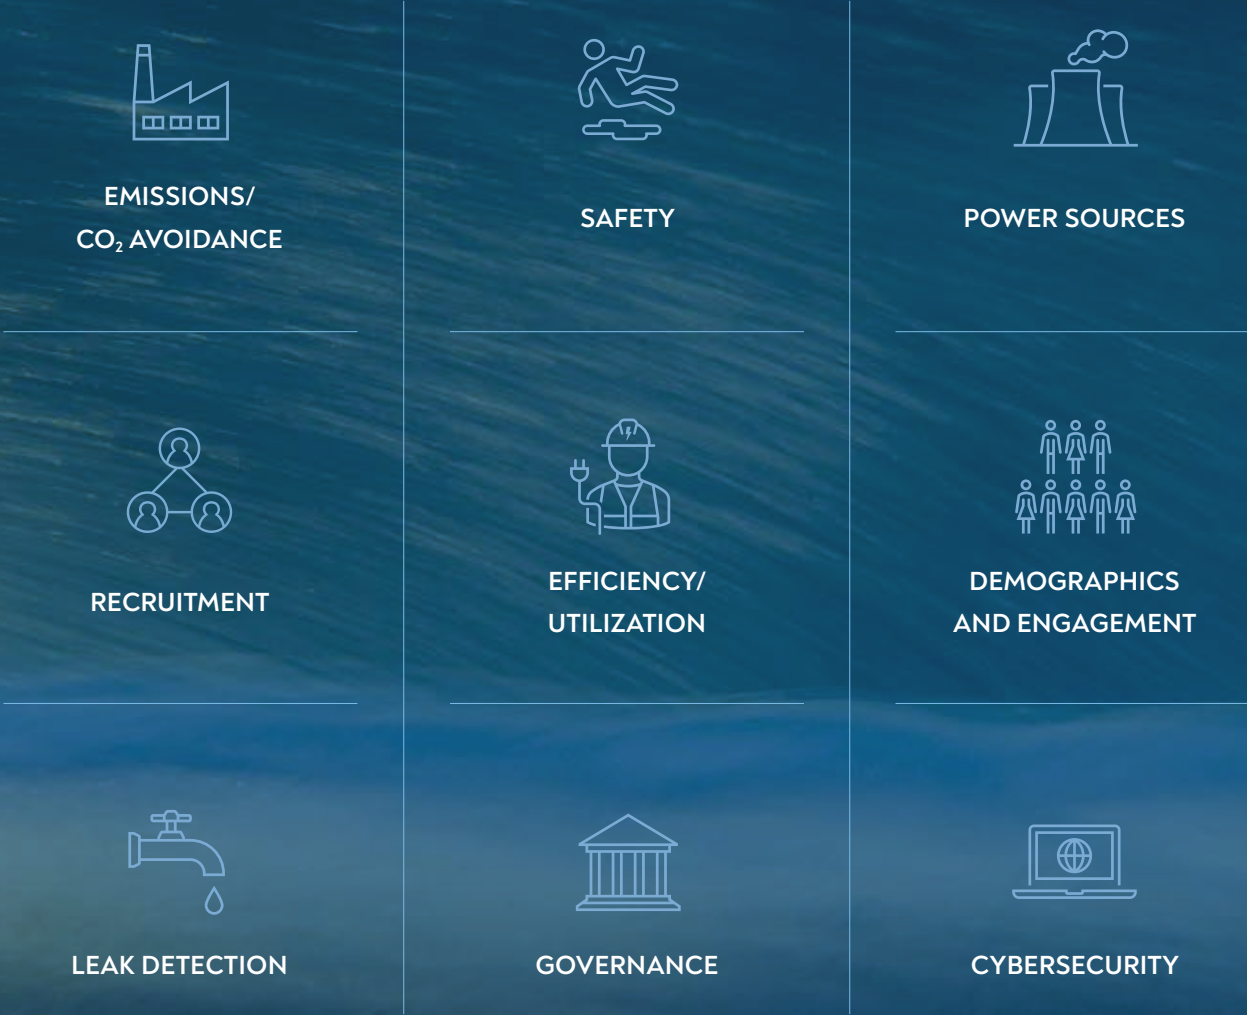 EMISSIONS/
CO₂ AVOIDANCE
SAFETY
POWER SOURCES
RECRUITMENT
EFFICIENCY/
UTILIZATION
DEMOGRAPHICS
AND ENGAGEMENT
LEAK DETECTION
GOVERNANCE
CYBERSECURITY